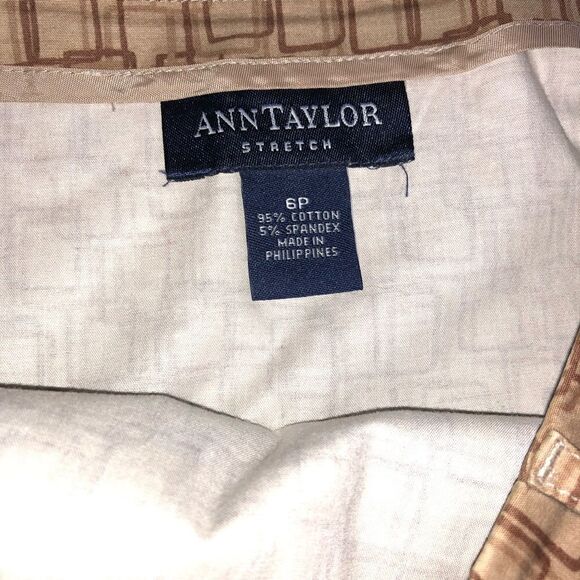 ANNTAYLOR
STRETCH
6P
95% COTTON
5% SPANDEX
MADE IN
PHILIPPINES